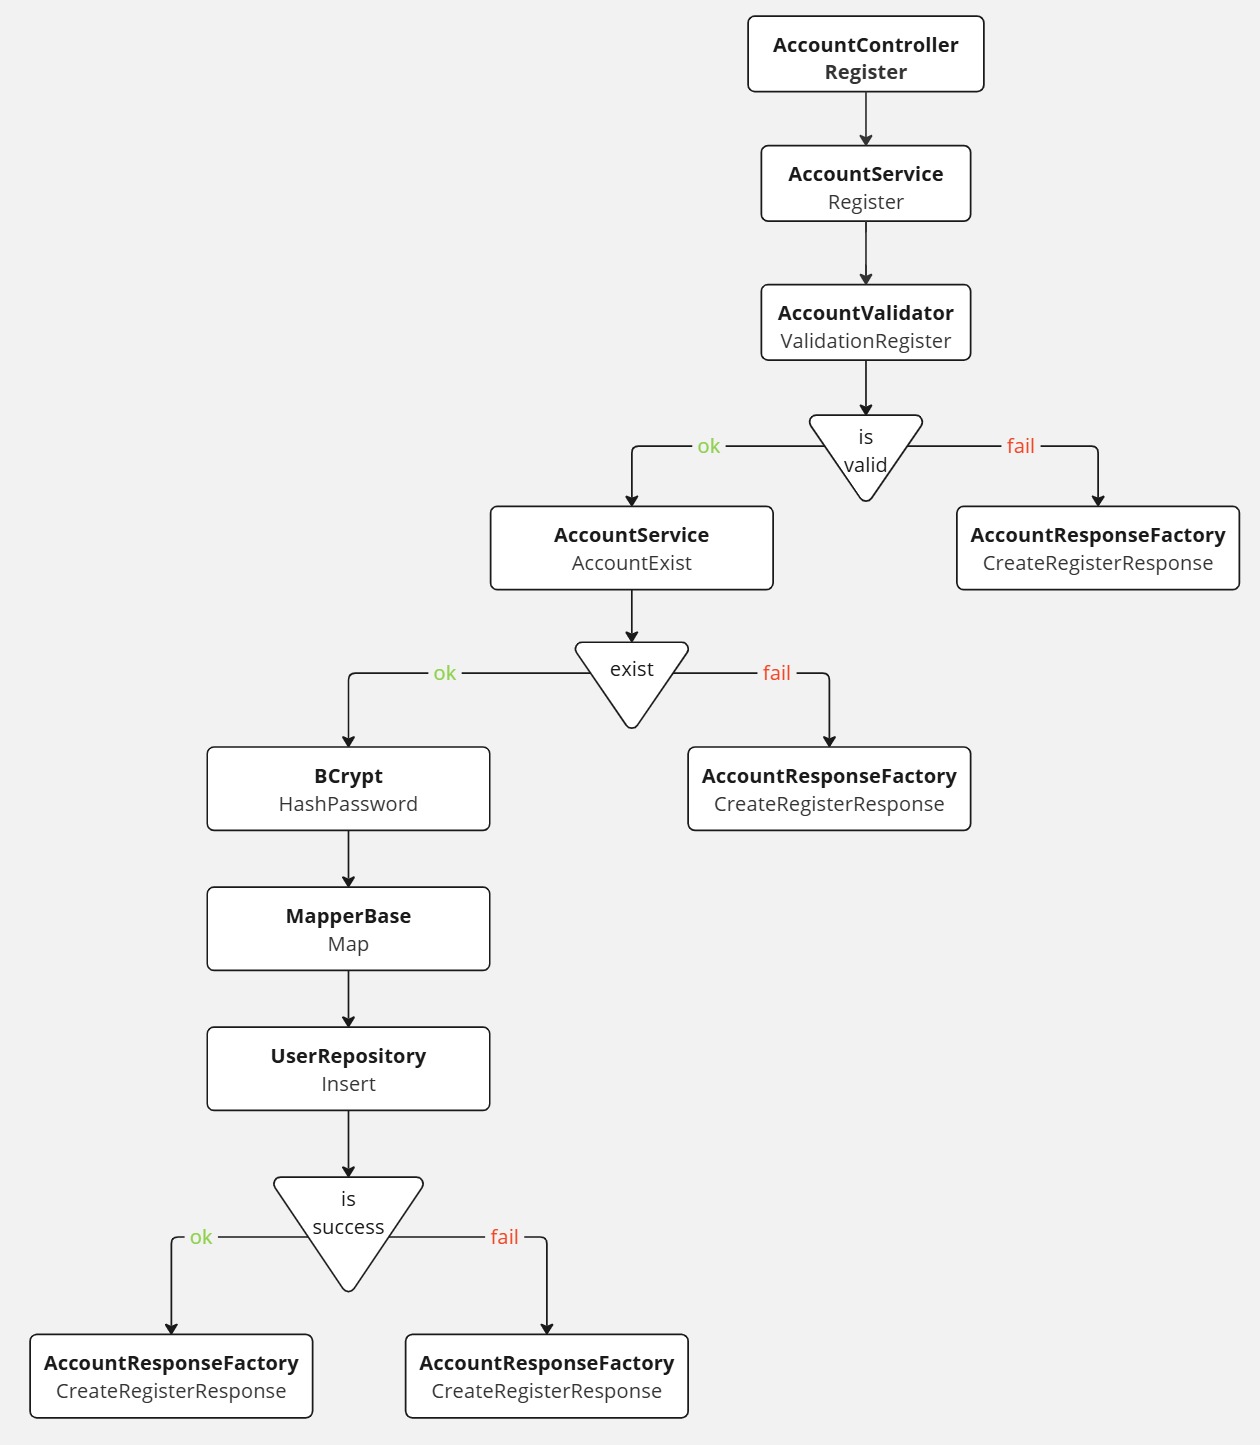 AccountController
Register
AccountService
Register
AccountValidator
ValidationRegister
is
valid
ok
fail
AccountService
AccountExist
AccountResponseFactory
CreateRegisterResponse
exist
ok
fail
BCrypt
HashPassword
AccountResponseFactory
CreateRegisterResponse
MapperBase
Map
UserRepository
Insert
is
success
ok
fail
AccountResponseFactory
CreateRegisterResponse
AccountResponseFactory
CreateRegisterResponse